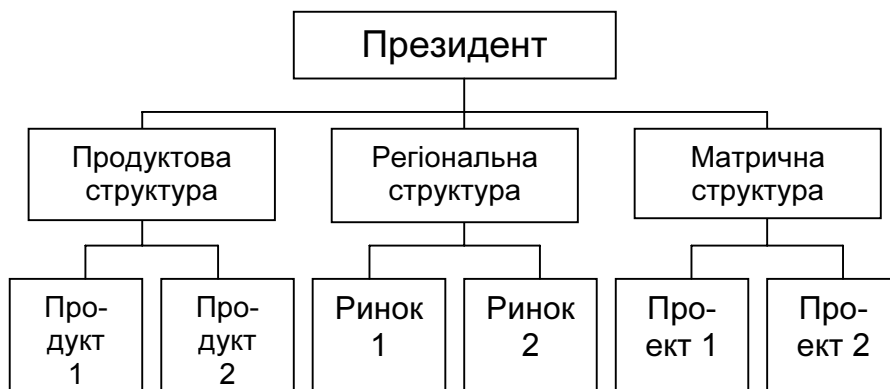 Президент
Продуктова
структура
Регіональна
структура
Матрична
структура
Про-
дукт
1
Про-
дукт
2
Ринок
1
Ринок
2
Про-
ект 1
Про-
ект 2